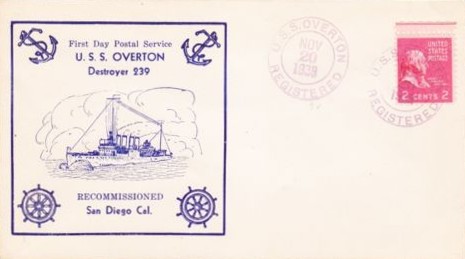 First Day Postal Service
U. S. S. OVERTON
Destroyer 239
RECOMMISSIONED
San Diego Cal.
U.S.S. OVERTON
NOV
20
1939
REGISTERED
UNITED
STATES
POSTAGE
2 CENTS 2
U.S.S.
REGISTERED